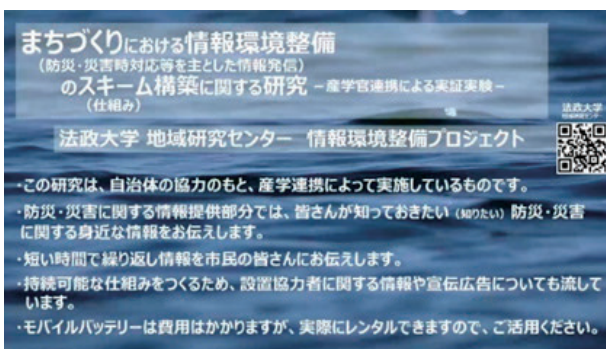 まちづくりにおける情報環境整備
(防災・災害時対応等を主とした情報発信)
のスキーム構築に関する研究 －産学官連携による実証実験－
(仕組み)
法政大学
地域研究センター
法政大学 地域研究センター 情報環境整備プロジェクト
・この研究は、自治体の協力のもと、産学連携によって実施しているものです。
・防災・災害に関する情報提供部分では、皆さんが知っておきたい (知りたい) 防災・災害
に関する身近な情報をお伝えします。
・短い時間で繰り返し情報を市民の皆さんにお伝えします。
・持続可能な仕組みをつくるため、設置協力者に関する情報や宣伝広告についても流して
います。
・モバイルバッテリーは費用はかかりますが、実際にレンタルできますので、ご活用ください。